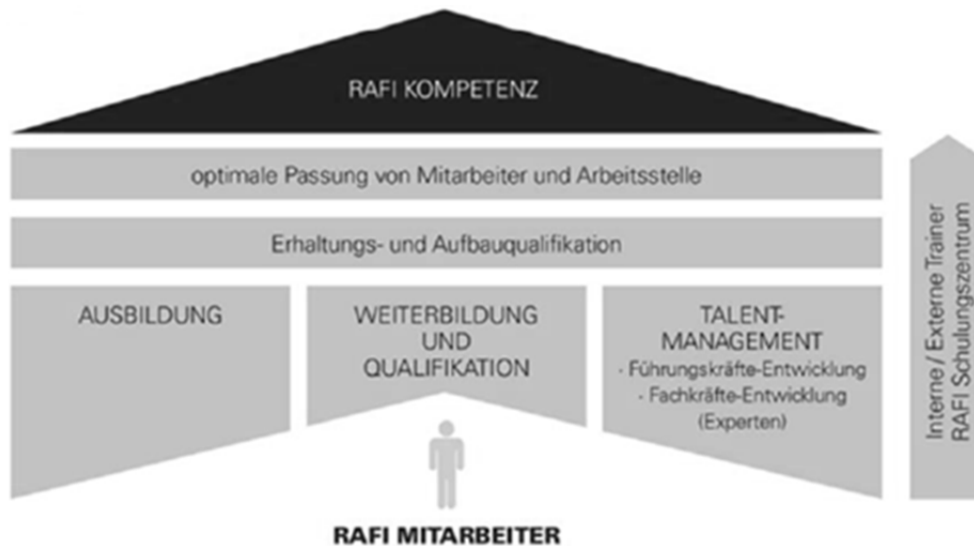 RAFI KOMPETENZ
optimale Passung von Mitarbeiter und Arbeitsstelle
Erhaltungs- und Aufbauqualifikation
AUSBILDUNG
WEITERBILDUNG
UND
QUALIFIKATION
TALENT-
MANAGEMENT
- Führungskräfte-Entwicklung
- Fachkräfte-Entwicklung
(Experten)
Interne / Externe Trainer
RAFI Schulungszentrum
RAFI MITARBEITER